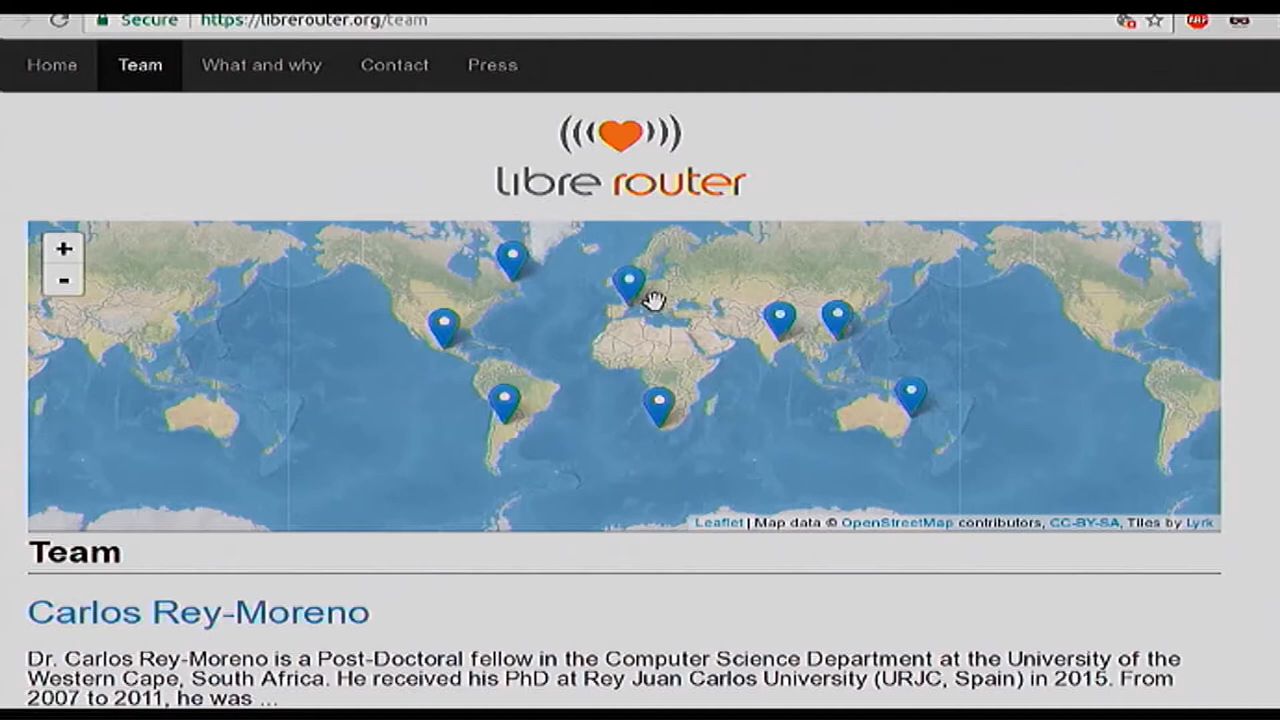 Secure https://librerouter.org/team
Home Team What and why Contact Press
libre router
+
-
Leaflet | Map data © OpenStreetMap contributors, CC-BY-SA, Tiles by Lyrk
Team
Carlos Rey-Moreno
Dr. Carlos Rey-Moreno is a Post-Doctoral fellow in the Computer Science Department at the University of the
Western Cape, South Africa. He received his PhD at Rey Juan Carlos University (URJC, Spain) in 2015. From
2007 to 2011, he was ...